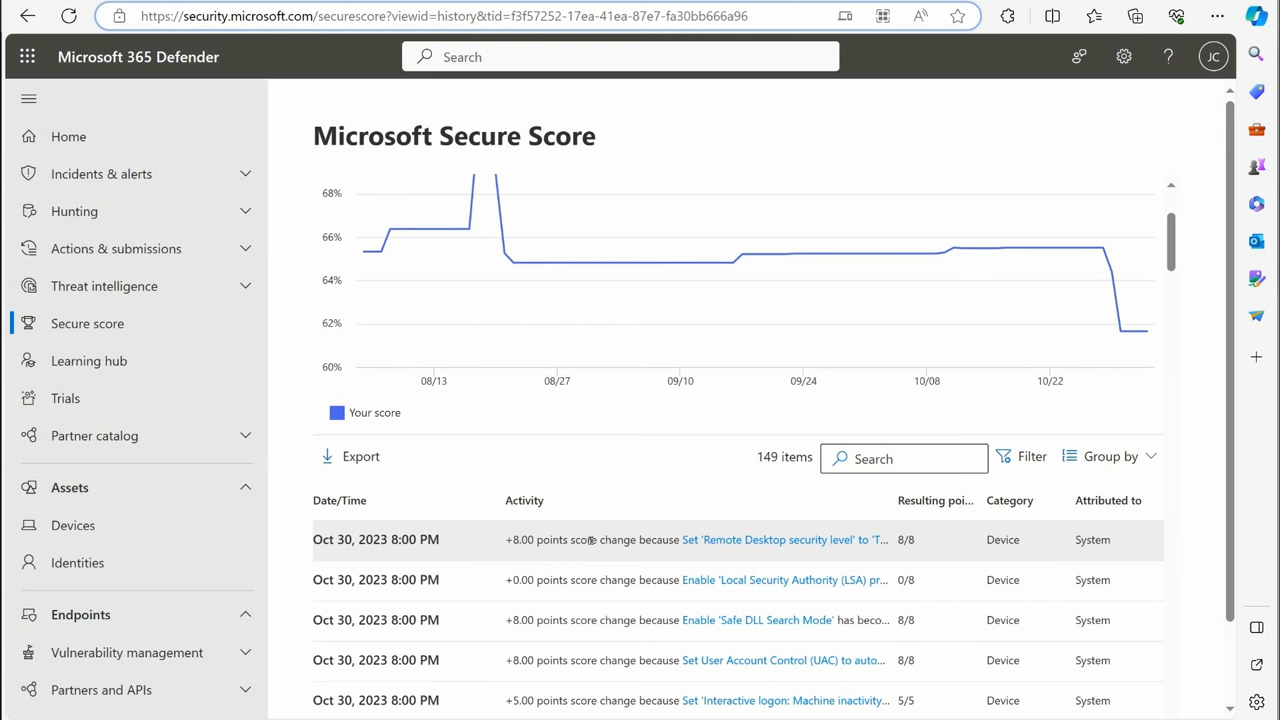 https://security.microsoft.com/securescore?viewid=history&tid=f3f57252-17ea-41ea-87e7-fa30bb666a96
Microsoft 365 Defender
Search
JC
Home
Incidents & alerts
Hunting
Actions & submissions
Threat intelligence
Secure score
Learning hub
Trials
Partner catalog
Assets
Devices
Identities
Endpoints
Vulnerability management
Partners and APIs
Microsoft Secure Score
68%
66%
64%
62%
60%
08/13 08/27 09/10 09/24 10/08 10/22
Your score
Export 149 items Search Filter Group by
Date/Time Activity Resulting poi... Category Attributed to
Oct 30, 2023 8:00 PM +8.00 points score change because Set 'Remote Desktop security level' to 'T... 8/8 Device System
Oct 30, 2023 8:00 PM +0.00 points score change because Enable 'Local Security Authority (LSA) pr... 0/8 Device System
Oct 30, 2023 8:00 PM +8.00 points score change because Enable 'Safe DLL Search Mode' has beco... 8/8 Device System
Oct 30, 2023 8:00 PM +8.00 points score change because Set User Account Control (UAC) to auto... 8/8 Device System
Oct 30, 2023 8:00 PM +5.00 points score change because Set 'Interactive logon: Machine inactivity... 5/5 Device System